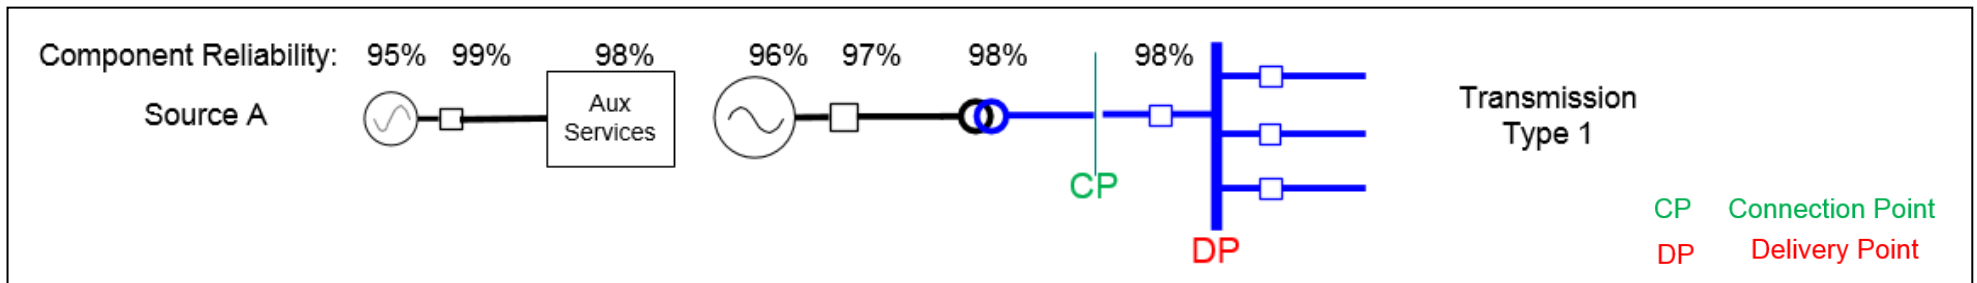 Component Reliability: 95% 99% 98% 96% 97% 98% 98%
Source A
Aux
Services
Transmission
Type 1
CP
DP
CP Connection Point
DP Delivery Point